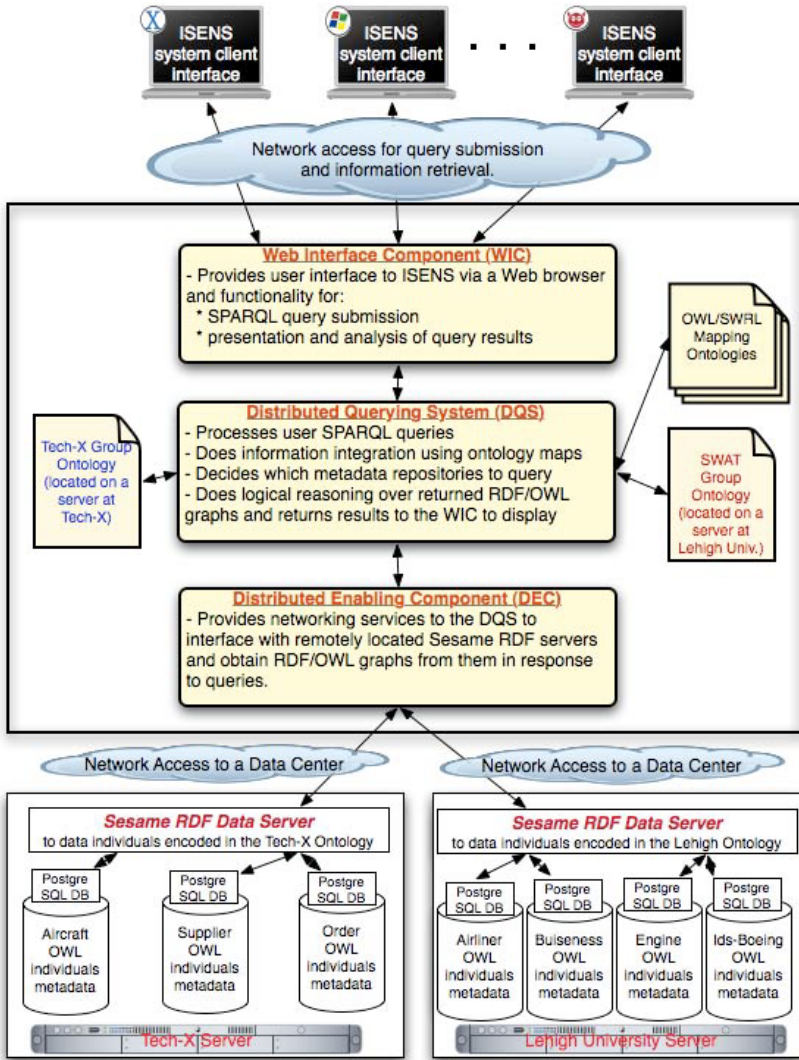 ISENS
system client
interface
ISENS
system client
interface
. . .
ISENS
system client
interface
Network access for query submission
and information retrieval.
Web Interface Component (WIC)
- Provides user interface to ISENS via a Web browser
and functionality for:
* SPARQL query submission
* presentation and analysis of query results
OWL/SWRL
Mapping
Ontologies
Distributed Querying System (DQS)
- Processes user SPARQL queries
- Does information integration using ontology maps
- Decides which metadata repositories to query
- Does logical reasoning over returned RDF/OWL
graphs and returns results to the WIC to display
Tech-X Group
Ontology
(located on a
server at
Tech-X)
SWAT
Group
Ontology
(located on a
server at
Lehigh Univ.)
Distributed Enabling Component (DEC)
- Provides networking services to the DQS to
interface with remotely located Sesame RDF servers
and obtain RDF/OWL graphs from them in response
to queries.
Network Access to a Data Center
Network Access to a Data Center
Sesame RDF Data Server
to data individuals encoded in the Tech-X Ontology
Postgre
SQL DB
Aircraft
OWL
individuals
metadata
Postgre
SQL DB
Supplier
OWL
individuals
metadata
Postgre
SQL DB
Order
OWL
individuals
metadata
Tech-X Server
Sesame RDF Data Server
to data individuals encoded in the Lehigh Ontology
Postgre
SQL DB
Airliner
OWL
individuals
metadata
Postgre
SQL DB
Buiseness
OWL
individuals
metadata
Postgre
SQL DB
Engine
OWL
individuals
metadata
Postgre
SQL DB
Ids-Boeing
OWL
individuals
metadata
Lehigh University Server